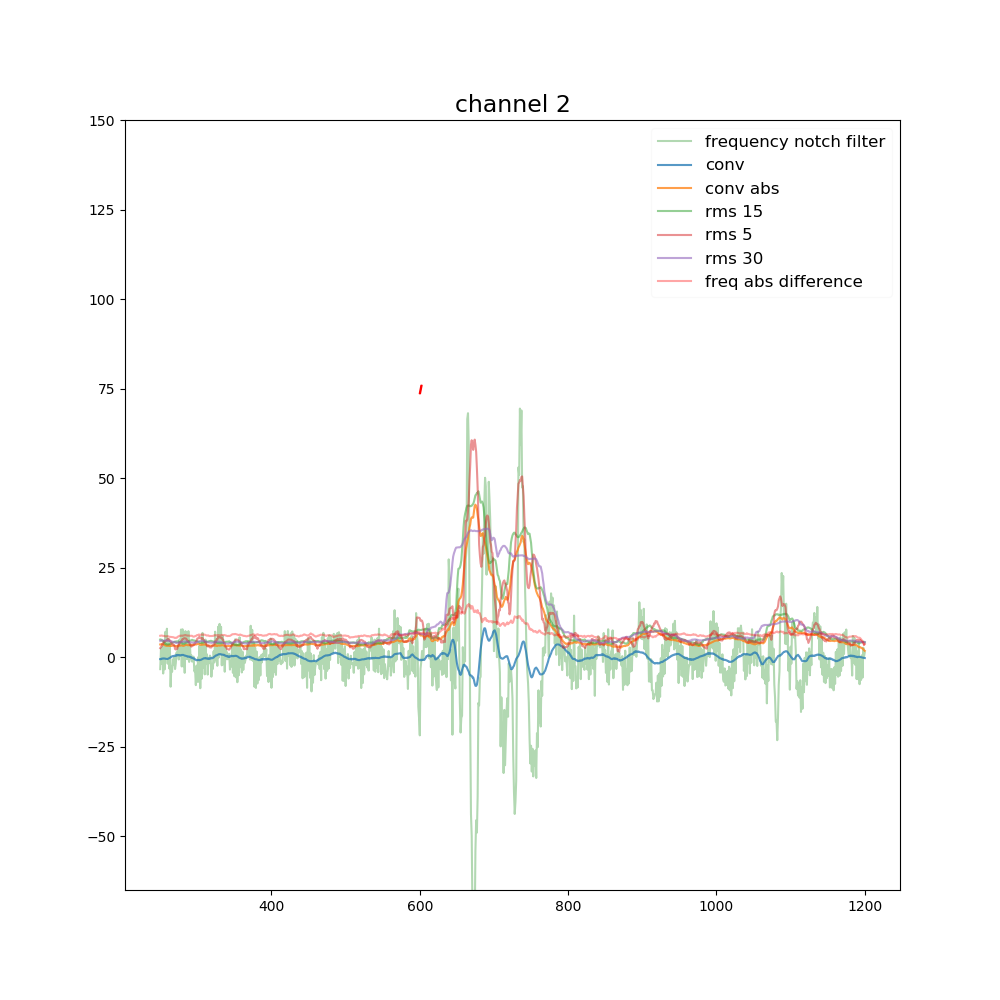 channel 2
150
125
100
75
50
25
0
−25
−50
400
600
800
1000
1200
frequency notch filter
conv
conv abs
rms 15
rms 5
rms 30
freq abs difference